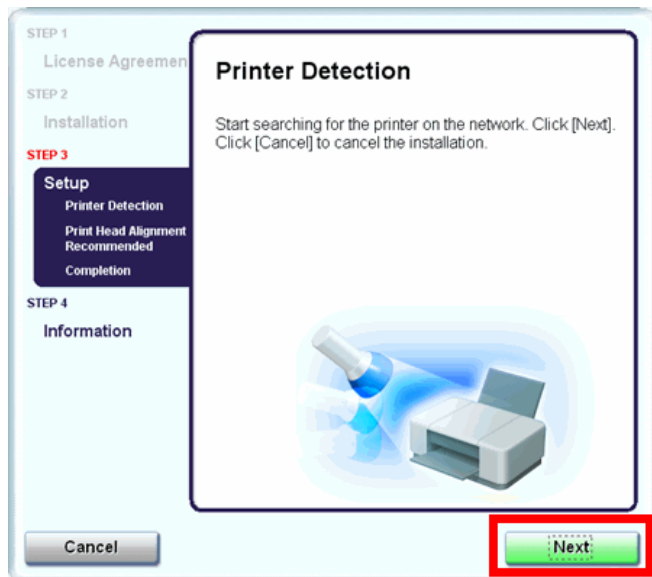 STEP 1
License Agreemen
STEP 2
Installation
STEP 3
Setup
Printer Detection
Print Head Alignment
Recommended
Completion
STEP 4
Information
Printer Detection
Start searching for the printer on the network. Click [Next].
Click [Cancel] to cancel the installation.
Cancel
Next